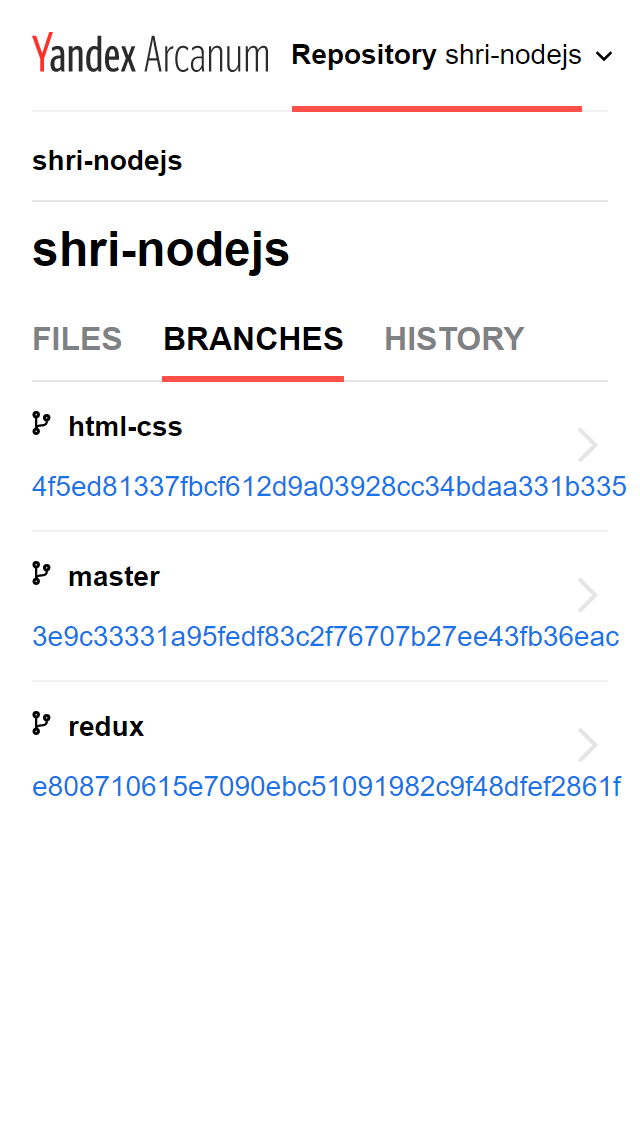 Yandex Arcanum Repository shri-nodejs
shri-nodejs
shri-nodejs
FILES BRANCHES HISTORY
html-css
4f5ed81337fbcf612d9a03928cc34bdaa331b335
master
3e9c33331a95fedf83c2f76707b27ee43fb36eac
redux
e808710615e7090ebc51091982c9f48dfef2861f